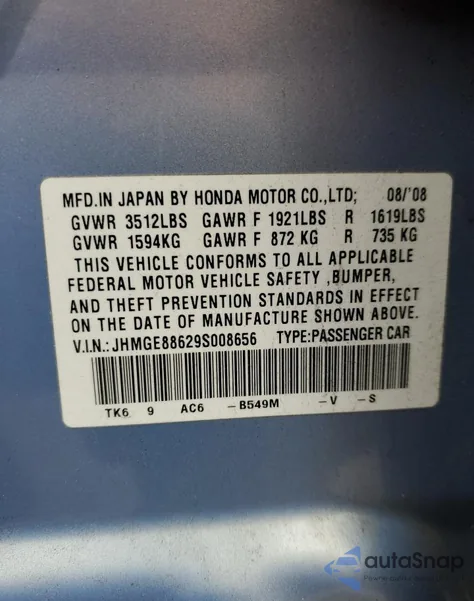 MFD.IN JAPAN BY HONDA MOTOR CO.,LTD; 08/'08
GVWR 3512LBS GAWR F 1921LBS R 1619LBS
GVWR 1594KG GAWR F 872 KG R 735 KG
THIS VEHICLE CONFORMS TO ALL APPLICABLE
FEDERAL MOTOR VEHICLE SAFETY ,BUMPER,
AND THEFT PREVENTION STANDARDS IN EFFECT
ON THE DATE OF MANUFACTURE SHOWN ABOVE.
V.I.N.:JHMGE88629S008656 TYPE:PASSENGER CAR
TK6 9 AC6 -B549M -V -S
autoSnap